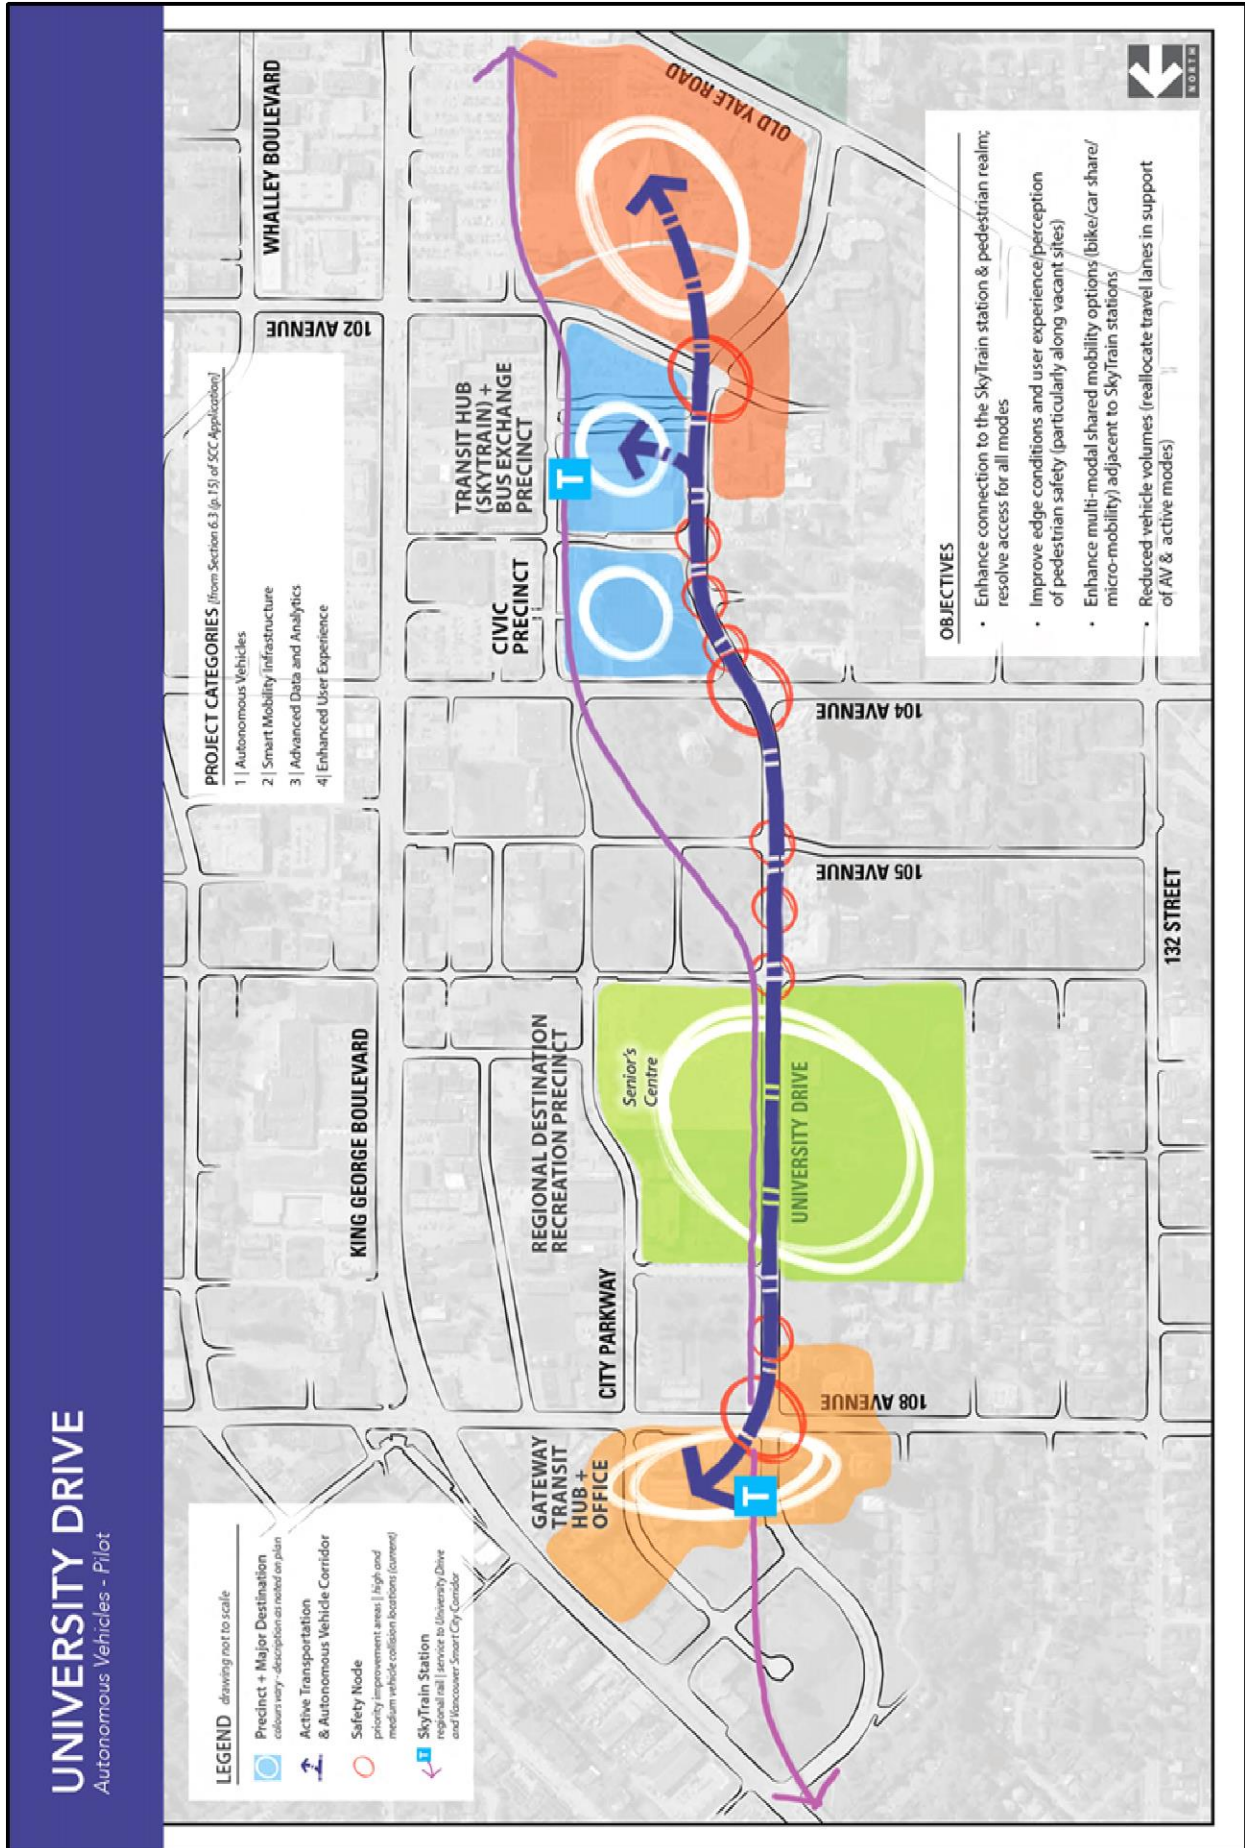 UNIVERSITY DRIVE
Autonomous Vehicles - Pilot
LEGEND drawing not to scale
Precinct + Major Destination
colours vary - description as noted on plan
Active Transportation
& Autonomous Vehicle Corridor
Safety Node
priority improvement areas | high and
medium vehicle collision locations (current)
T
SkyTrain Station
regional rail | service to University Drive
and Vancouver Smart City Corridor
PROJECT CATEGORIES [from Section 6.3 (p.15) of SCC Application]
1 | Autonomous Vehicles
2 | Smart Mobility Infrastructure
3 | Advanced Data and Analytics
4 | Enhanced User Experience
WHALLEY BOULEVARD
102 AVENUE
KING GEORGE BOULEVARD
TRANSIT HUB
(SKYTRAIN) +
BUS EXCHANGE
PRECINCT
T
CIVIC
PRECINCT
REGIONAL DESTINATION
RECREATION PRECINCT
Senior's
Centre
CITY PARKWAY
GATEWAY
TRANSIT
HUB +
OFFICE
T
OLD YALE ROAD
UNIVERSITY DRIVE
108 AVENUE
105 AVENUE
104 AVENUE
132 STREET
OBJECTIVES
• Enhance connection to the SkyTrain station & pedestrian realm;
resolve access for all modes
• Improve edge conditions and user experience/perception
of pedestrian safety (particularly along vacant sites)
• Enhance multi-modal shared mobility options (bike/car share/
micro-mobility) adjacent to SkyTrain stations
• Reduced vehicle volumes (reallocate travel lanes in support
of AV & active modes)
NORTH